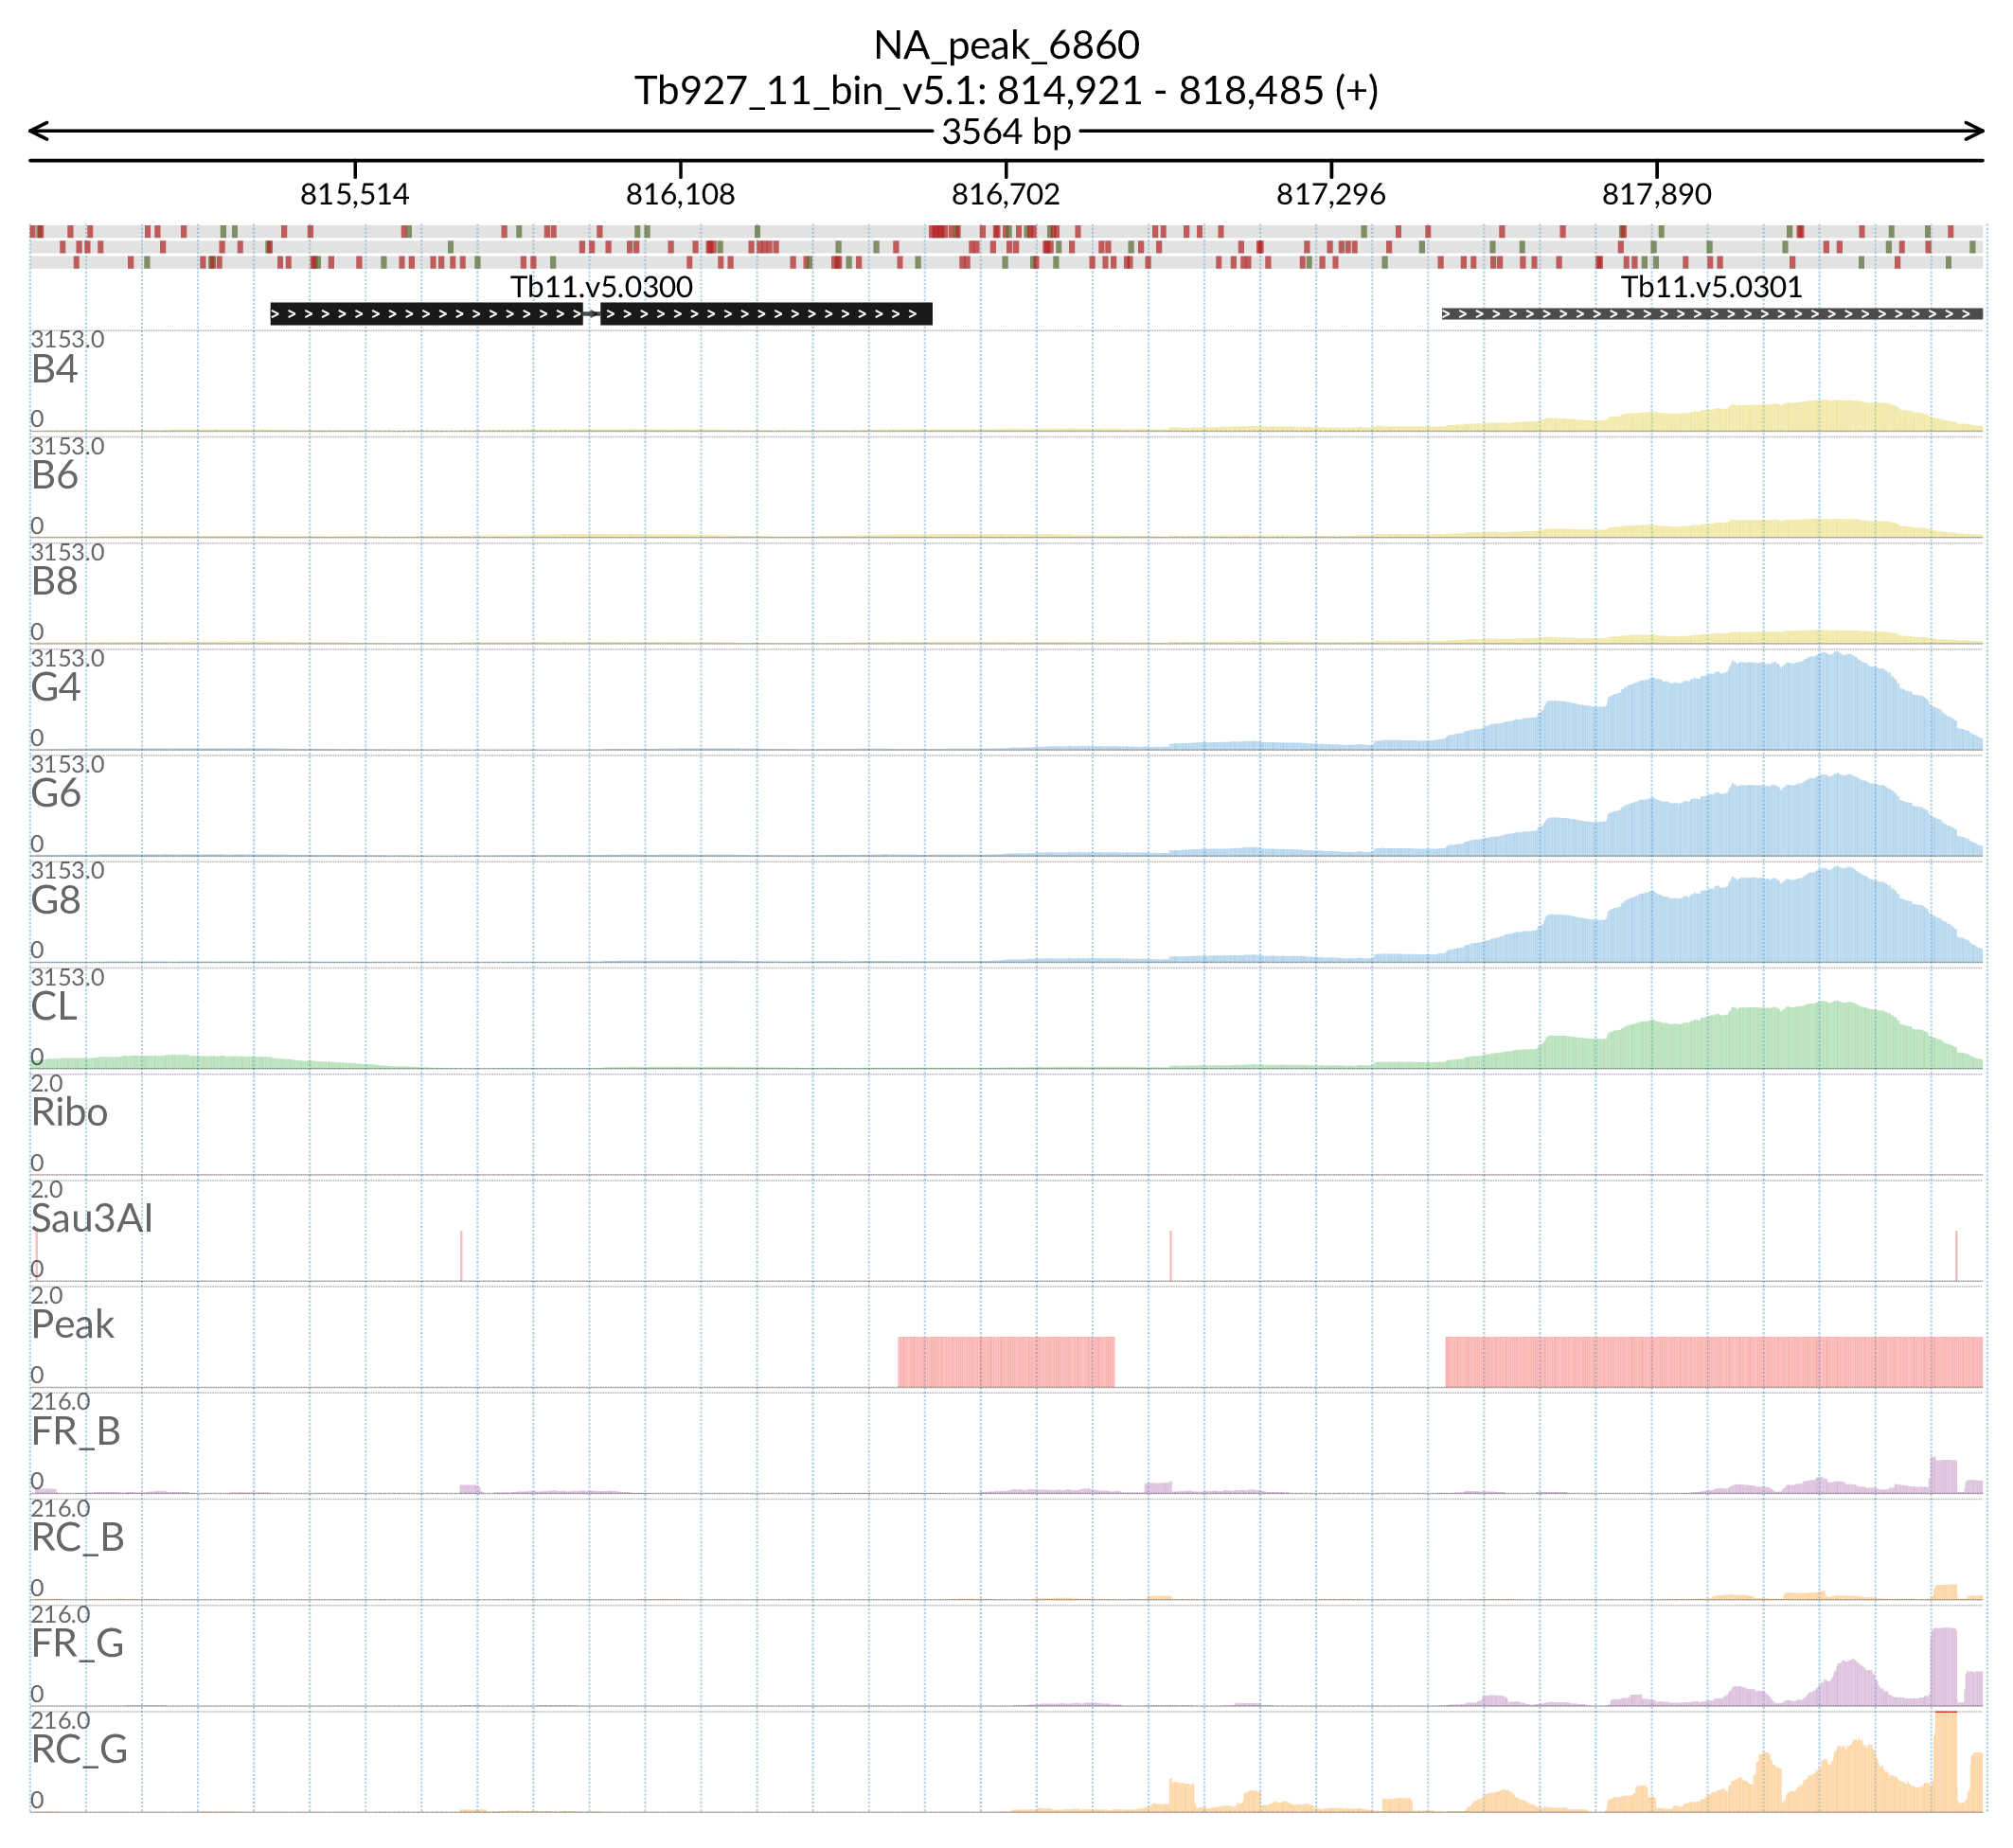 NA_peak_6860
Tb927_11_bin_v5.1: 814,921 - 818,485 (+)
3564 bp
815,514 816,108 816,702 817,296 817,890
Tb11.v5.0300 Tb11.v5.0301
3153.0
B4
0
3153.0
B6
0
3153.0
B8
0
3153.0
G4
0
3153.0
G6
0
3153.0
G8
0
3153.0
CL
0
2.0
Ribo
0
2.0
Sau3AI
0
2.0
Peak
0
216.0
FR_B
0
216.0
RC_B
0
216.0
FR_G
0
216.0
RC_G
0